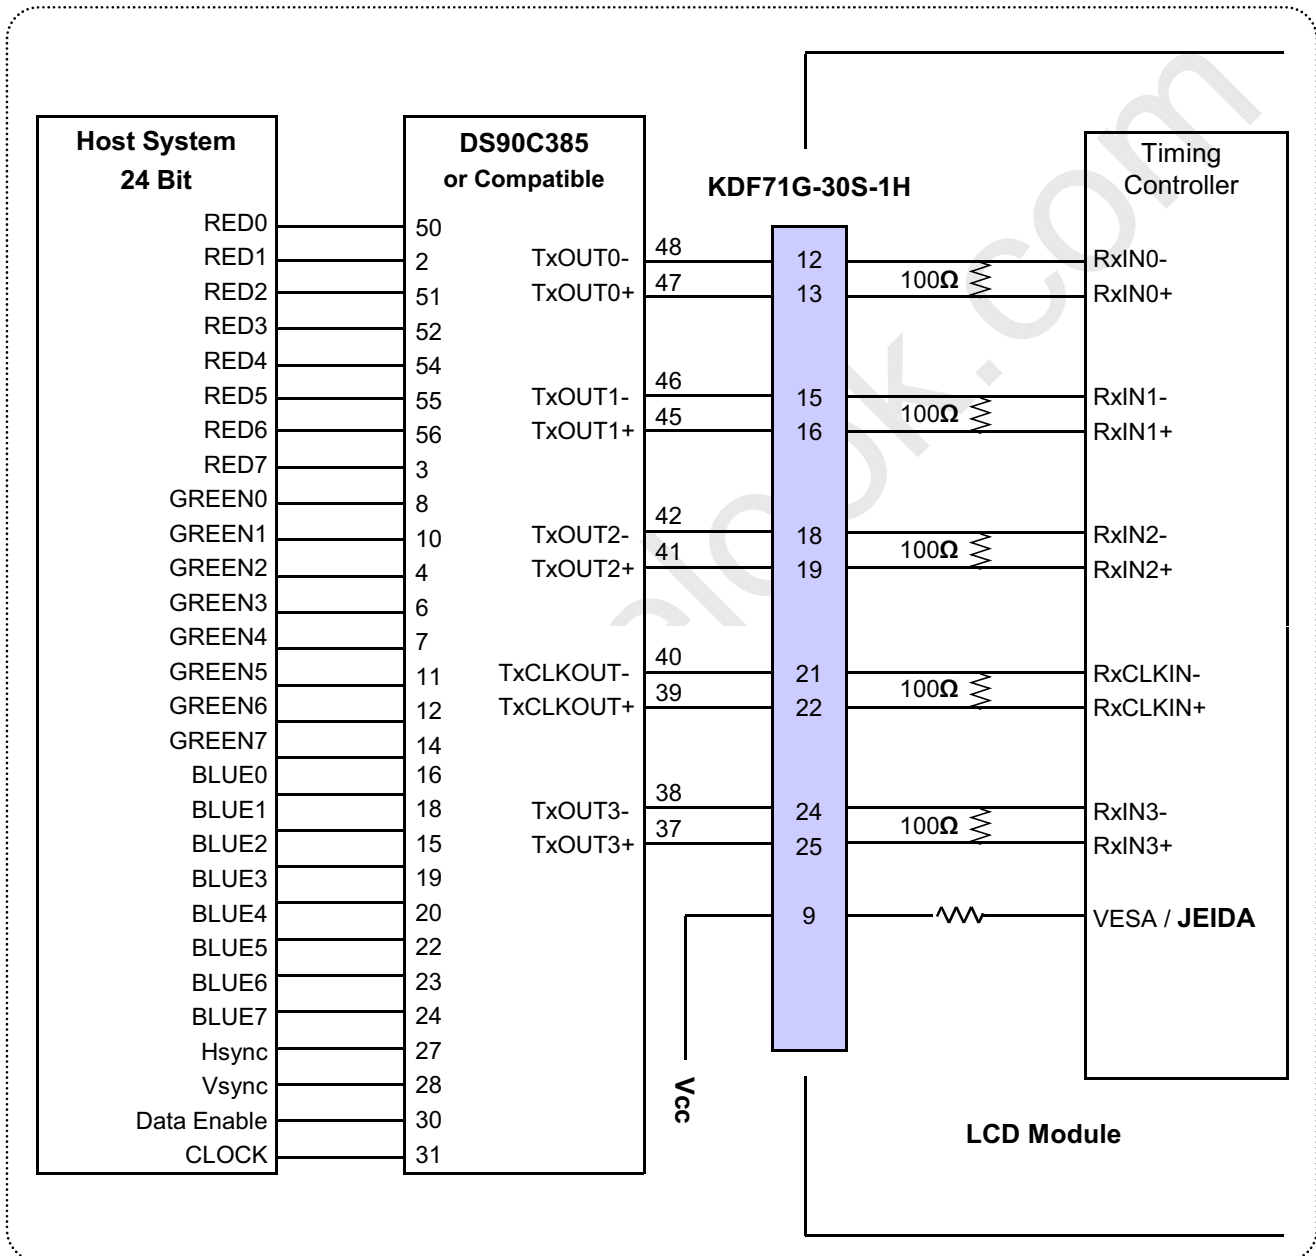 Host System
24 Bit
RED0
RED1
RED2
RED3
RED4
RED5
RED6
RED7
GREEN0
GREEN1
GREEN2
GREEN3
GREEN4
GREEN5
GREEN6
GREEN7
BLUE0
BLUE1
BLUE2
BLUE3
BLUE4
BLUE5
BLUE6
BLUE7
Hsync
Vsync
Data Enable
CLOCK
DS90C385
or Compatible
50
2
51
52
54
55
56
3
8
10
4
6
7
11
12
14
16
18
15
19
20
22
23
24
27
28
30
31
TxOUT0-
TxOUT0+
TxOUT1-
TxOUT1+
TxOUT2-
TxOUT2+
TxCLKOUT-
TxCLKOUT+
TxOUT3-
TxOUT3+
48
47
46
45
42
41
40
39
38
37
Vcc
KDF71G-30S-1H
12
13
15
16
18
19
21
22
24
25
9
100Ω
100Ω
100Ω
100Ω
100Ω
Timing
Controller
RxIN0-
RxIN0+
RxIN1-
RxIN1+
RxIN2-
RxIN2+
RxCLKIN-
RxCLKIN+
RxIN3-
RxIN3+
VESA / JEIDA
LCD Module